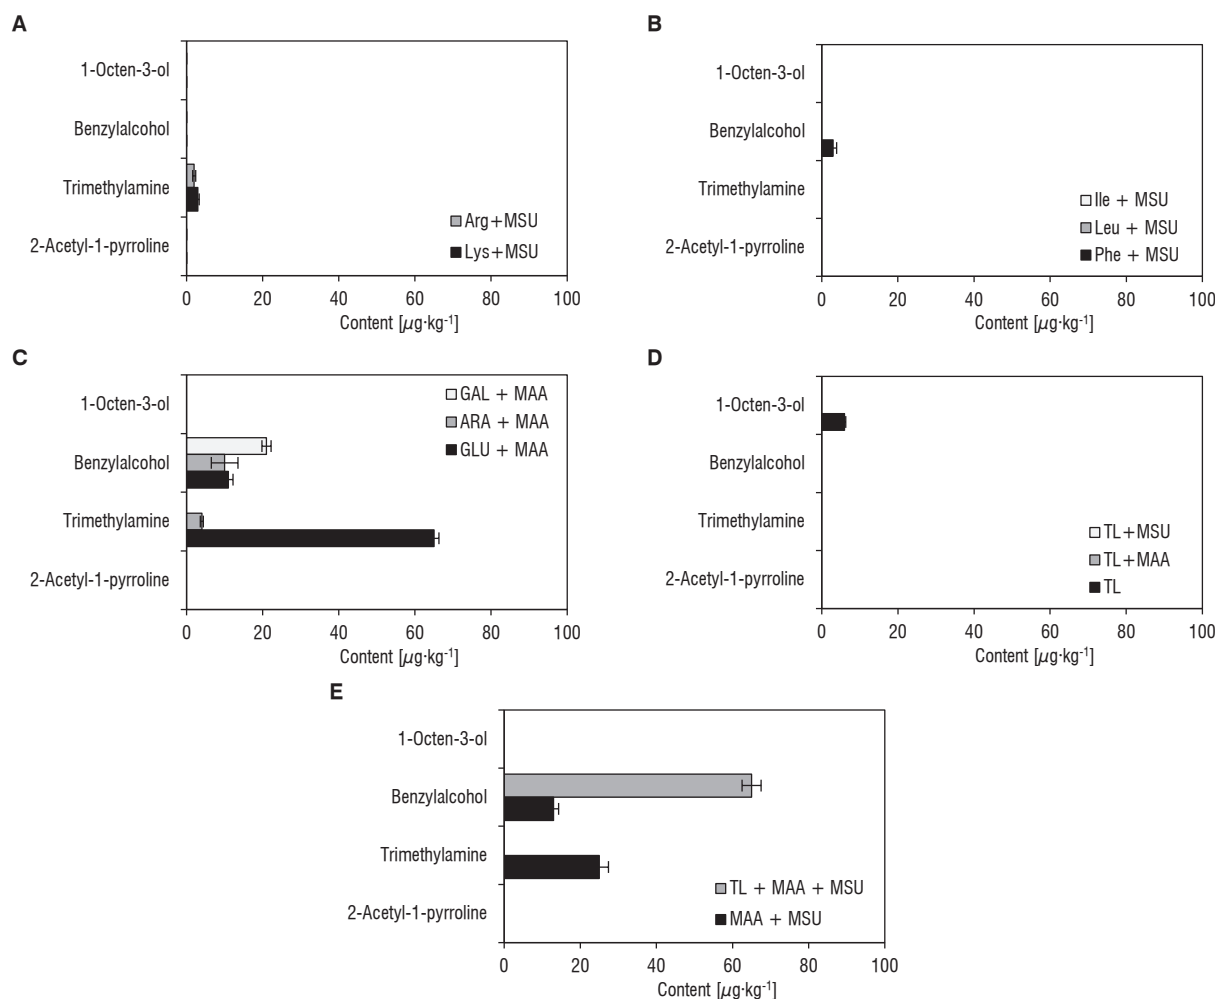 A
1-Octen-3-ol
Benzylalcohol
Trimethylamine
2-Acetyl-1-pyrroline
Arg+MSU
Lys+MSU
0 20 40 60 80 100
Content [µg·kg-1]
B
1-Octen-3-ol
Benzylalcohol
Trimethylamine
2-Acetyl-1-pyrroline
Ile + MSU
Leu + MSU
Phe + MSU
0 20 40 60 80 100
Content [µg·kg-1]
C
1-Octen-3-ol
Benzylalcohol
Trimethylamine
2-Acetyl-1-pyrroline
GAL + MAA
ARA + MAA
GLU + MAA
0 20 40 60 80 100
Content [µg·kg-1]
D
1-Octen-3-ol
Benzylalcohol
Trimethylamine
2-Acetyl-1-pyrroline
TL+MSU
TL+MAA
TL
0 20 40 60 80 100
Content [µg·kg-1]
E
1-Octen-3-ol
Benzylalcohol
Trimethylamine
2-Acetyl-1-pyrroline
TL + MAA + MSU
MAA + MSU
0 20 40 60 80 100
Content [µg·kg-1]